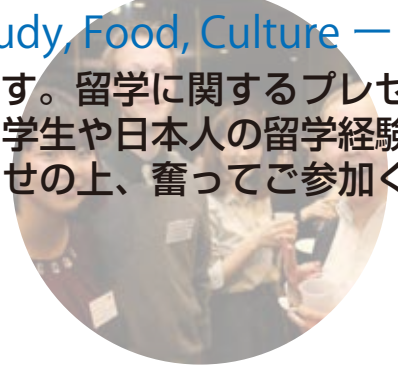 udy, Food, Culture ー
す。留学に関するプレゼ
学生や日本人の留学経験
せの上、奮ってご参加く